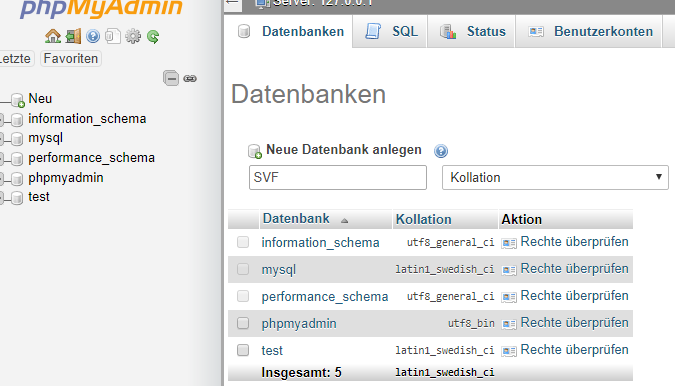 phpMyAdmin
Letzte Favoriten
Neu
information_schema
mysql
performance_schema
phpmyadmin
test
Server: 127.0.0.1
Datenbanken SQL Status Benutzerkonten
Datenbanken
Neue Datenbank anlegen
SVF Kollation
Datenbank Kollation Aktion
information_schema utf8_general_ci Rechte überprüfen
mysql latin1_swedish_ci Rechte überprüfen
performance_schema utf8_general_ci Rechte überprüfen
phpmyadmin utf8_bin Rechte überprüfen
test latin1_swedish_ci Rechte überprüfen
Insgesamt: 5 latin1_swedish_ci